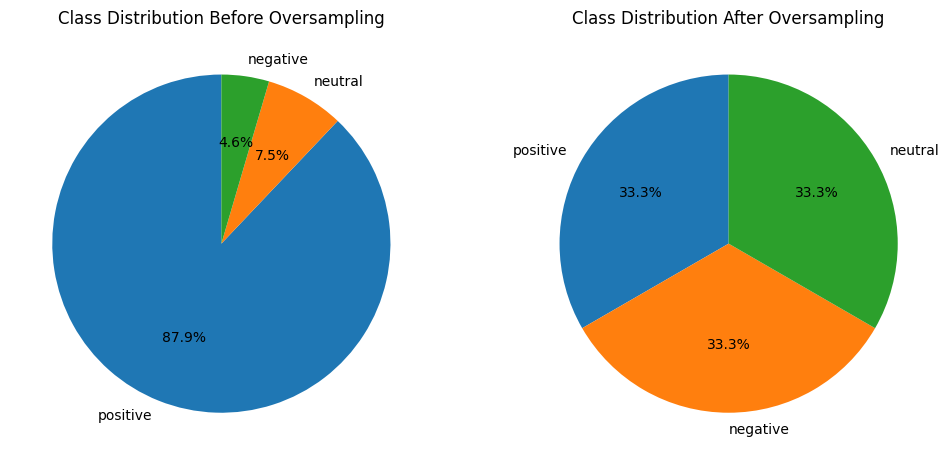 Class Distribution Before Oversampling
negative
neutral
4.6%
7.5%
87.9%
positive
Class Distribution After Oversampling
positive
neutral
33.3%
33.3%
33.3%
negative